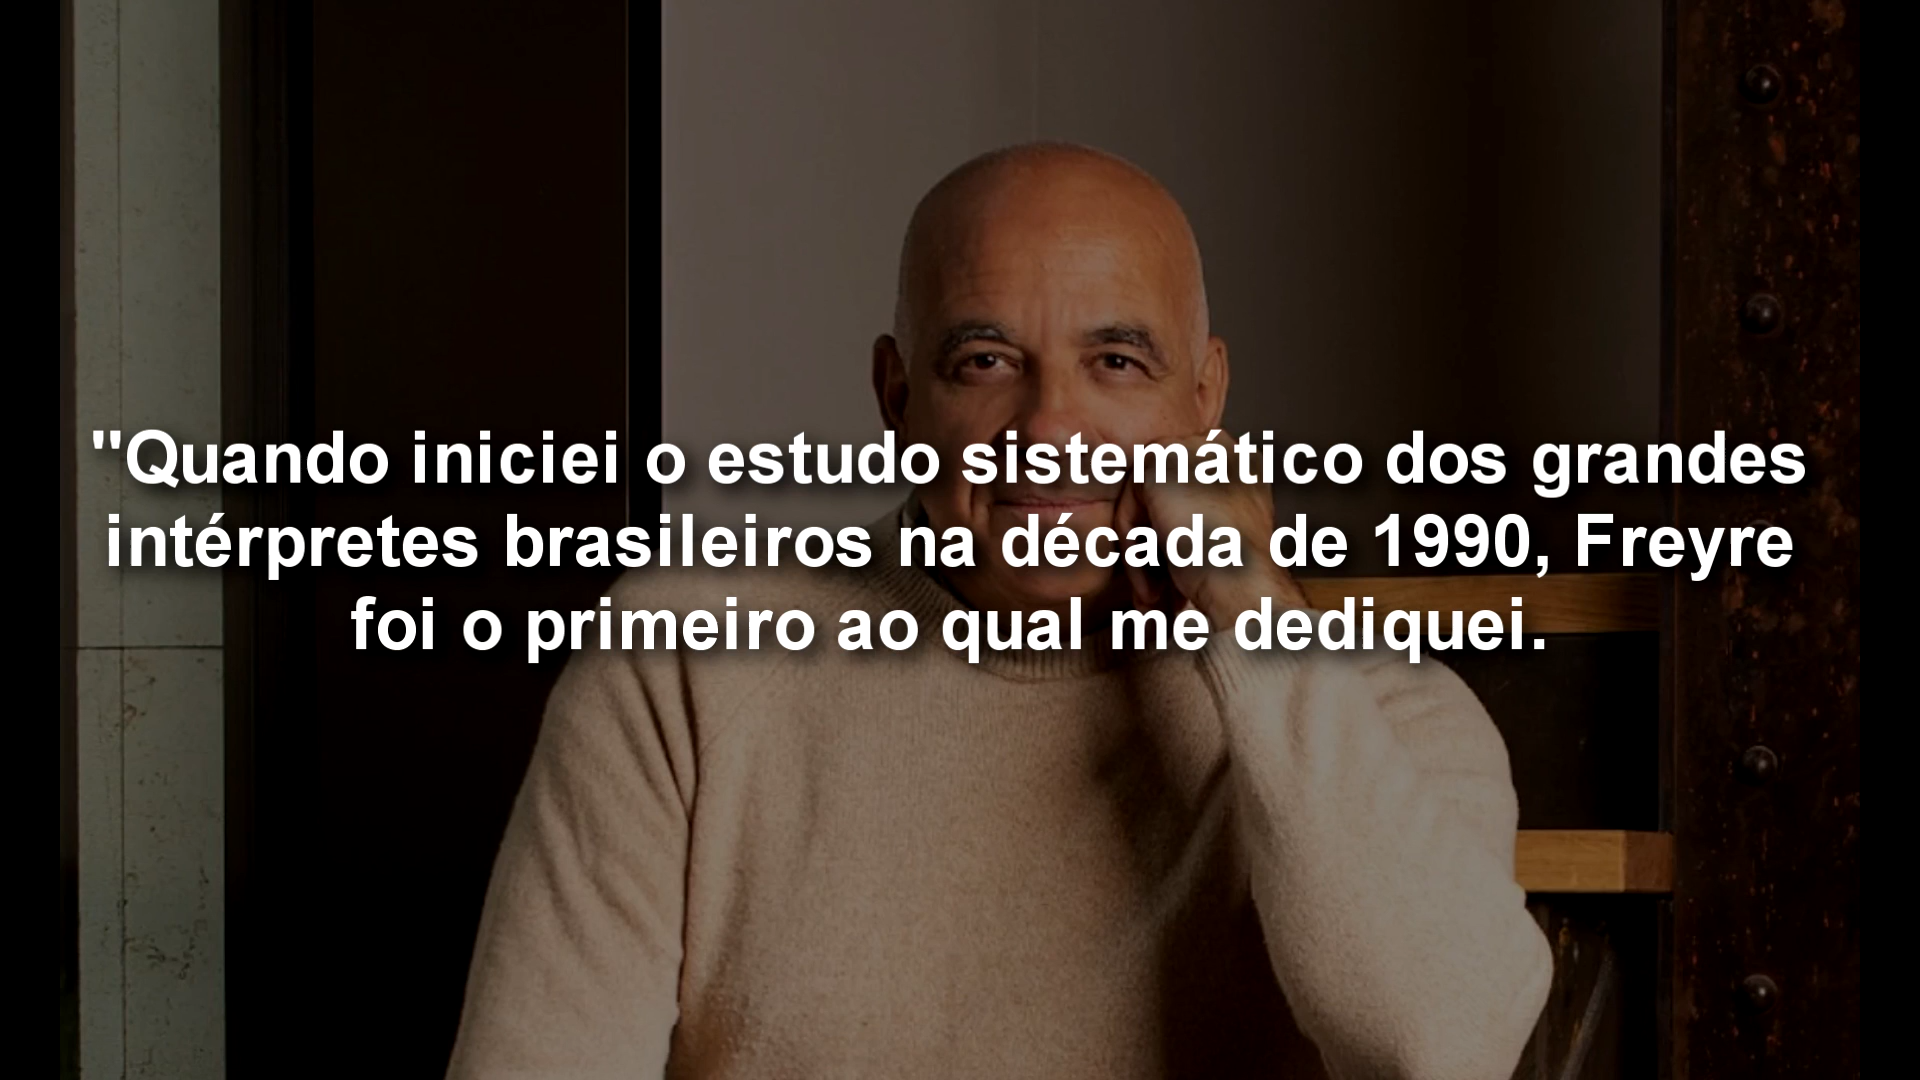 "Quando iniciei o estudo sistemático dos grandes
intérpretes brasileiros na década de 1990, Freyre
foi o primeiro ao qual me dediquei.